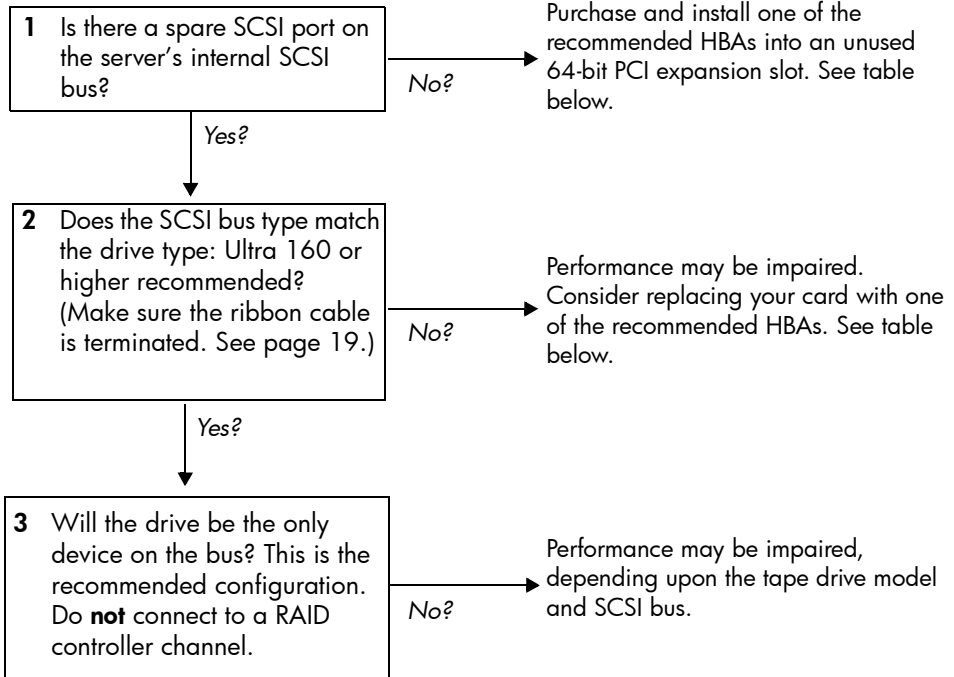 1 Is there a spare SCSI port on
the server's internal SCSI
bus?
No?
Purchase and install one of the
recommended HBAs into an unused
64-bit PCI expansion slot. See table
below.
Yes?
2 Does the SCSI bus type match
the drive type: Ultra 160 or
higher recommended?
(Make sure the ribbon cable
is terminated. See page 19.)
No?
Performance may be impaired.
Consider replacing your card with one
of the recommended HBAs. See table
below.
Yes?
3 Will the drive be the only
device on the bus? This is the
recommended configuration.
Do not connect to a RAID
controller channel.
No?
Performance may be impaired,
depending upon the tape drive model
and SCSI bus.